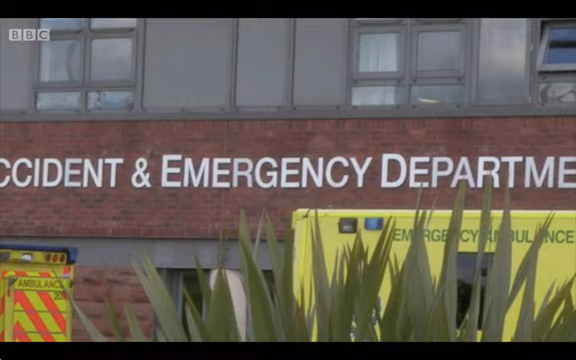 BBC
CCIDENT & EMERGENCY DEPARTME
EMERGENCY AMBULANCE
AMBULANCE